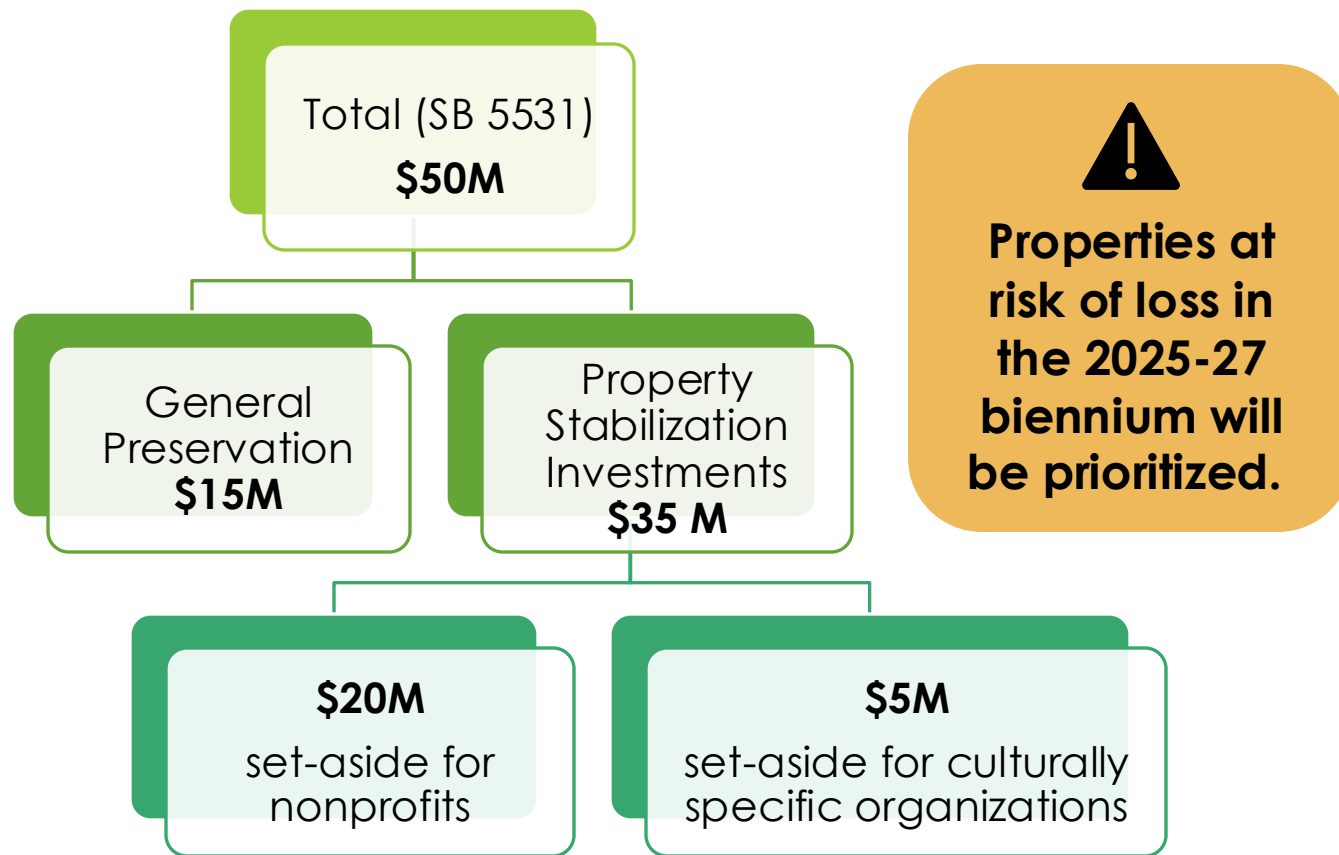 Total (SB 5531)
$50M
General
Preservation
$15M
Property
Stabilization
Investments
$35 M
$20M
set-aside for
nonprofits
$5M
set-aside for culturally
specific organizations
Properties at
risk of loss in
the 2025-27
biennium will
be prioritized.